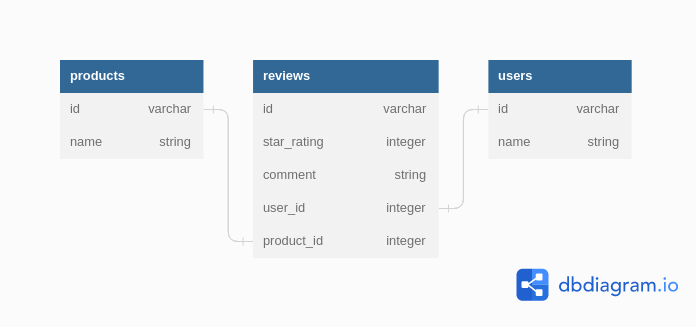 products
id varchar
name string
reviews
id varchar
star_rating integer
comment string
user_id integer
product_id integer
users
id varchar
name string
dbdiagram.io